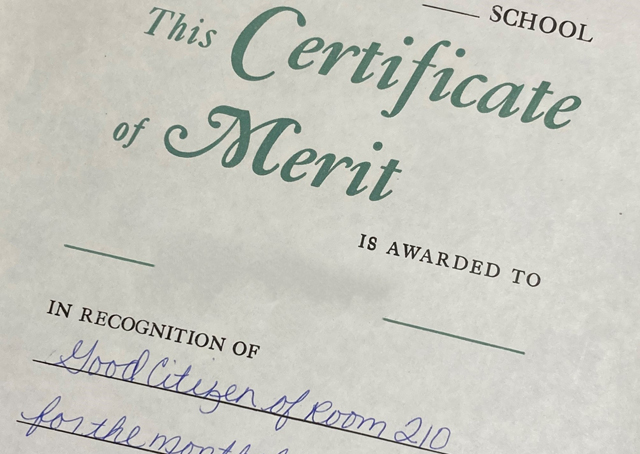 SCHOOL
This Certificate
of Merit
IS AWARDED TO
IN RECOGNITION OF
Good Citizen of Room 210
for the month